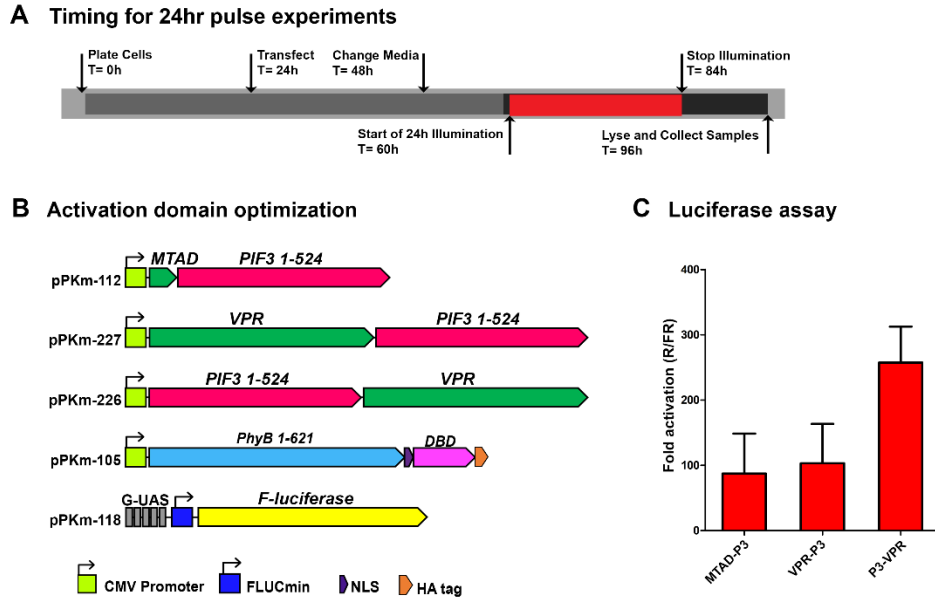 A Timing for 24hr pulse experiments
Plate Cells
T= 0h
Transfect
T= 24h
Change Media
T= 48h
Stop Illumination
T= 84h
Start of 24h Illumination
T= 60h
Lyse and Collect Samples
T= 96h
B Activation domain optimization
MTAD PIF3 1-524
pPKm-112
VPR PIF3 1-524
pPKm-227
PIF3 1-524 VPR
pPKm-226
PhyB 1-621 DBD
pPKm-105
G-UAS F-luciferase
pPKm-118
CMV Promoter FLUCmin NLS HA tag
C Luciferase assay
Fold activation (R/FR)
400
300
200
100
0
MTAD-P3
VPR-P3
P3-VPR